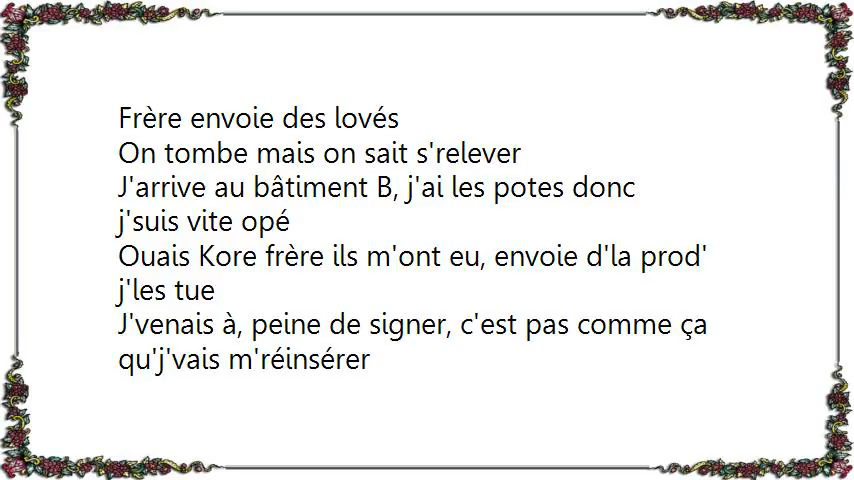 Frère envoie des lovés
On tombe mais on sait s'relever
J'arrive au bâtiment B, j'ai les potes donc
j'suis vite opé
Ouais Kore frère ils m'ont eu, envoie d'la prod'
j'les tue
J'venais à, peine de signer, c'est pas comme ça
qu'j'vais m'réinsérer